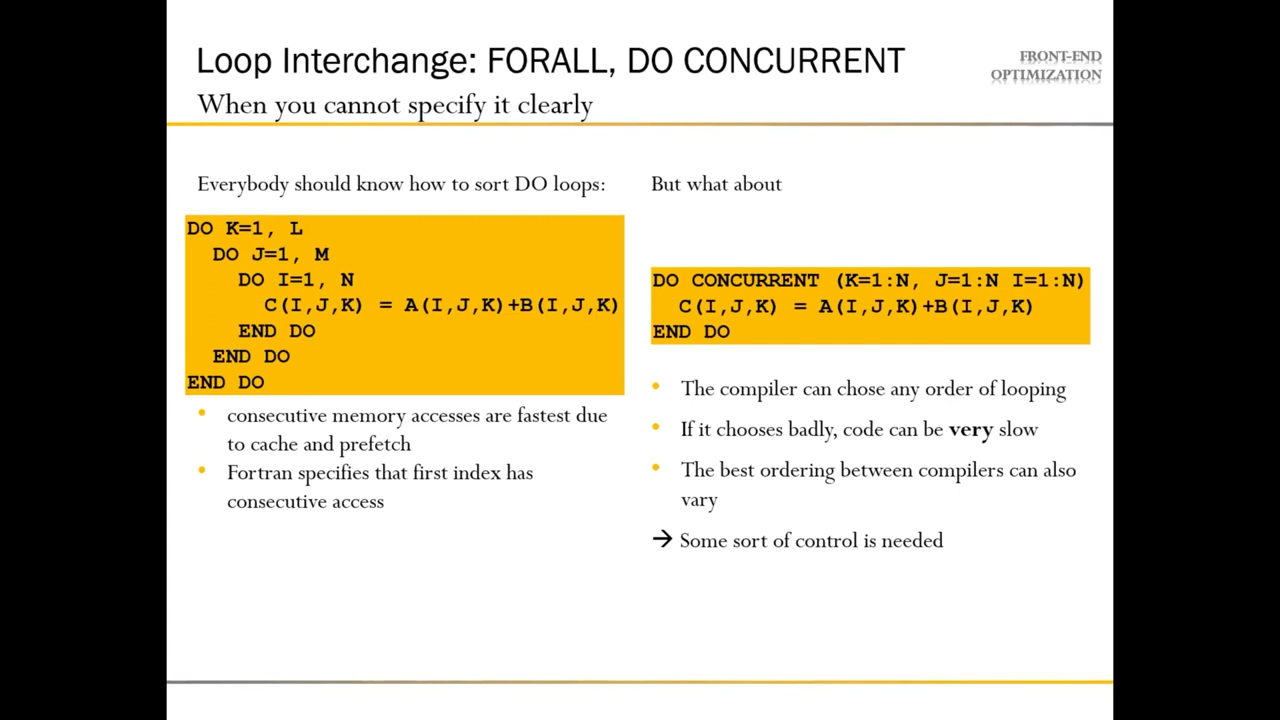 Loop Interchange: FORALL, DO CONCURRENT
FRONT-END
OPTIMIZATION
When you cannot specify it clearly
Everybody should know how to sort DO loops:
DO K=1, L
DO J=1, M
DO I=1, N
C(I,J,K) = A(I,J,K)+B(I,J,K)
END DO
END DO
END DO
• consecutive memory accesses are fastest due
to cache and prefetch
• Fortran specifies that first index has
consecutive access
But what about
DO CONCURRENT (K=1:N, J=1:N I=1:N)
C(I,J,K) = A(I,J,K)+B(I,J,K)
END DO
• The compiler can chose any order of looping
• If it chooses badly, code can be very slow
• The best ordering between compilers can also
vary
→ Some sort of control is needed